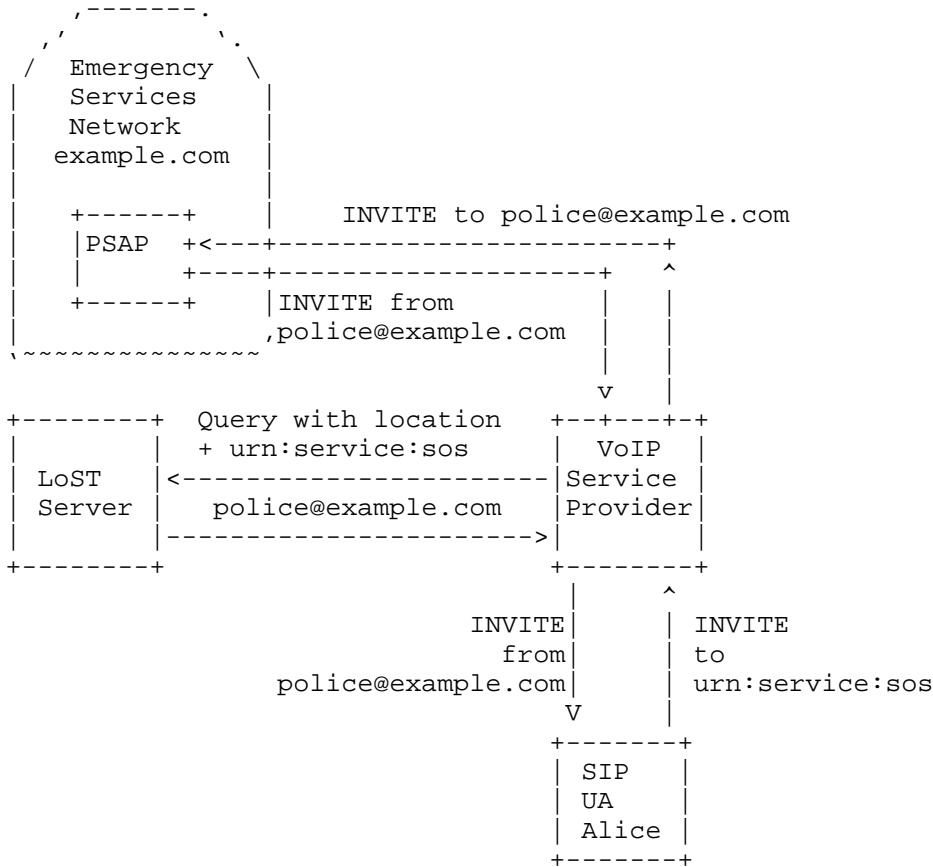 Emergency
Services
Network
example.com
INVITE to police@example.com
PSAP
INVITE from
police@example.com
Query with location
+ urn:service:sos
VoIP
Service
Provider
LoST
Server
police@example.com
INVITE
from
police@example.com
INVITE
to
urn:service:sos
SIP
UA
Alice